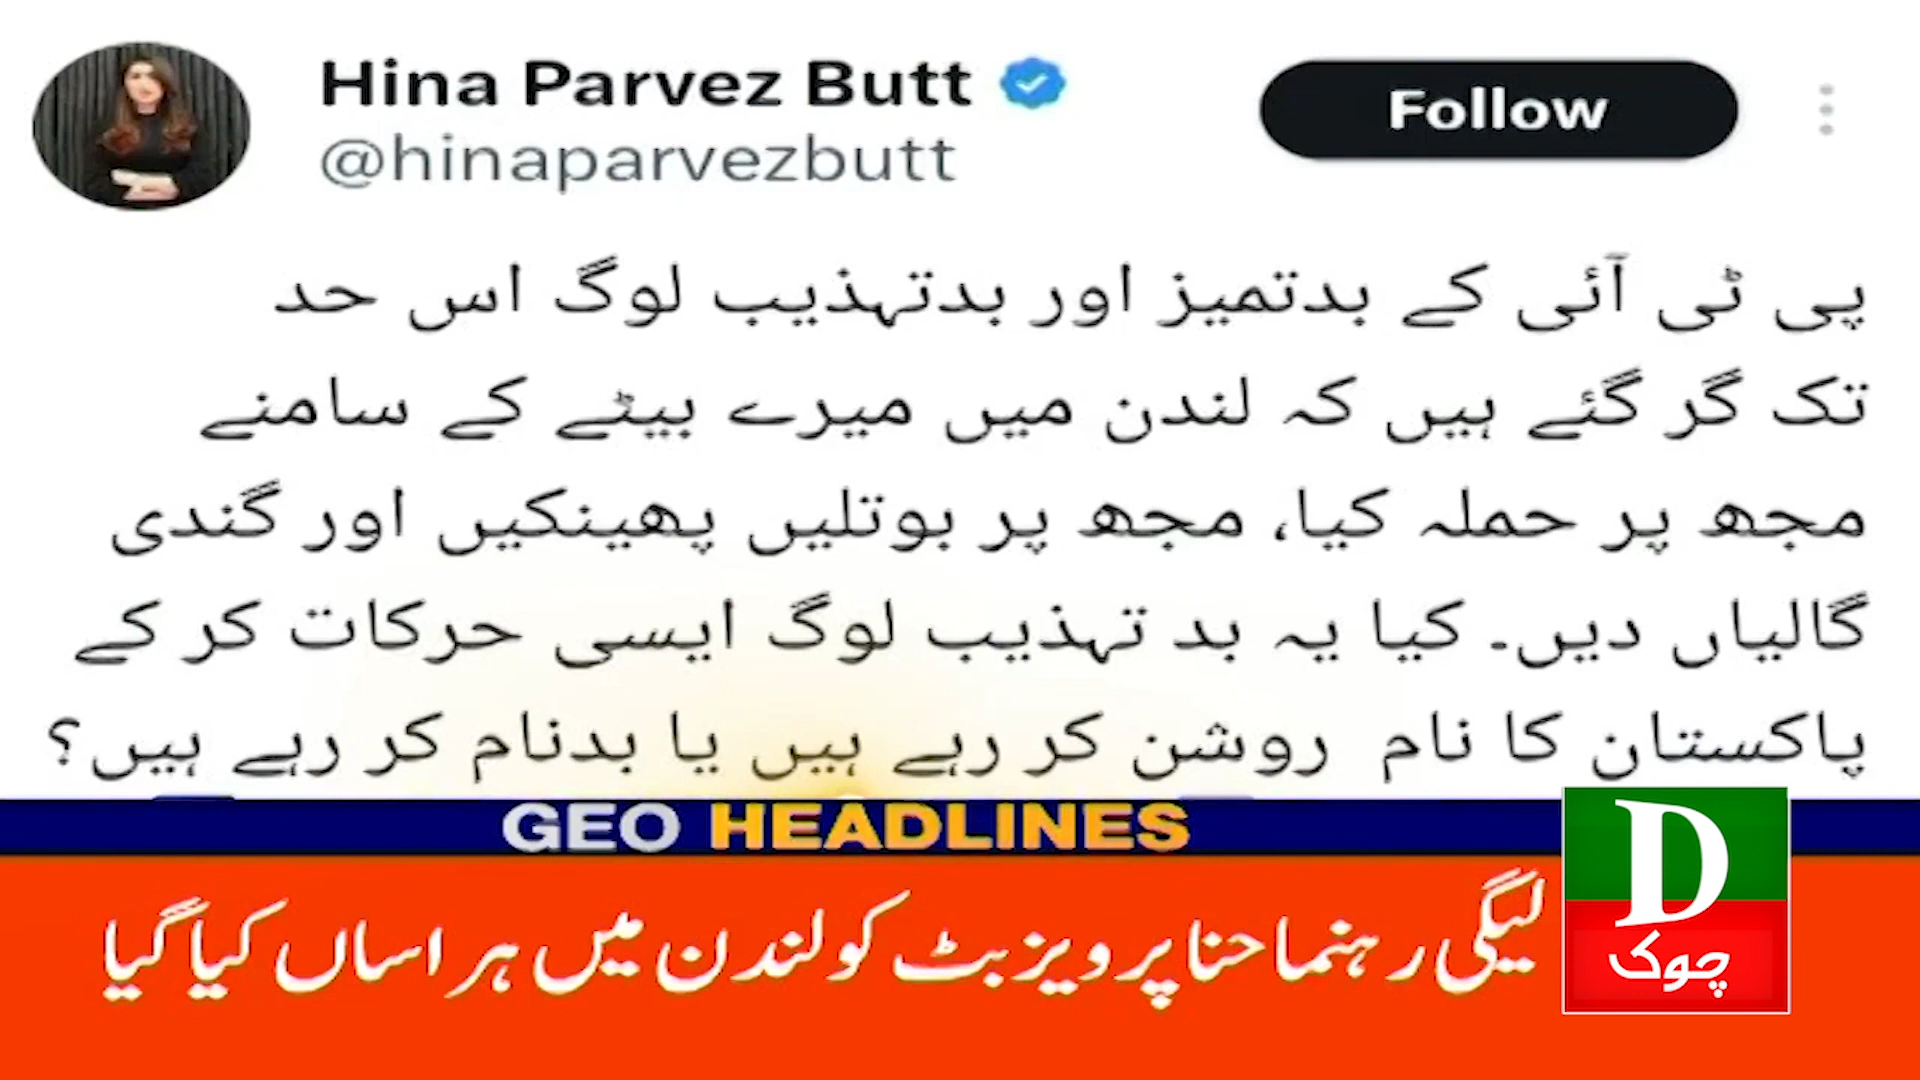 Hina Parvez Butt
Follow
@hinaparvezbutt
پی ٹی آئی کے بدتمیز اور بدتہذیب لوگ اس حد
تک گر گئے ہیں کہ لندن میں میرے بیٹے کے سامنے
مجھ پر حملہ کیا، مجھ پر بوتلیں پھینکیں اور گندی
گالیاں دیں۔ کیا یہ بد تہذیب لوگ ایسی حرکات کر کے
پاکستان کا نام روشن کر رہے ہیں یا بدنام کر رہے ہیں؟
GEO HEADLINES
لیگی رہنما حنا پرویز بٹ کو لندن میں ہراساں کیا گیا
D
چوک